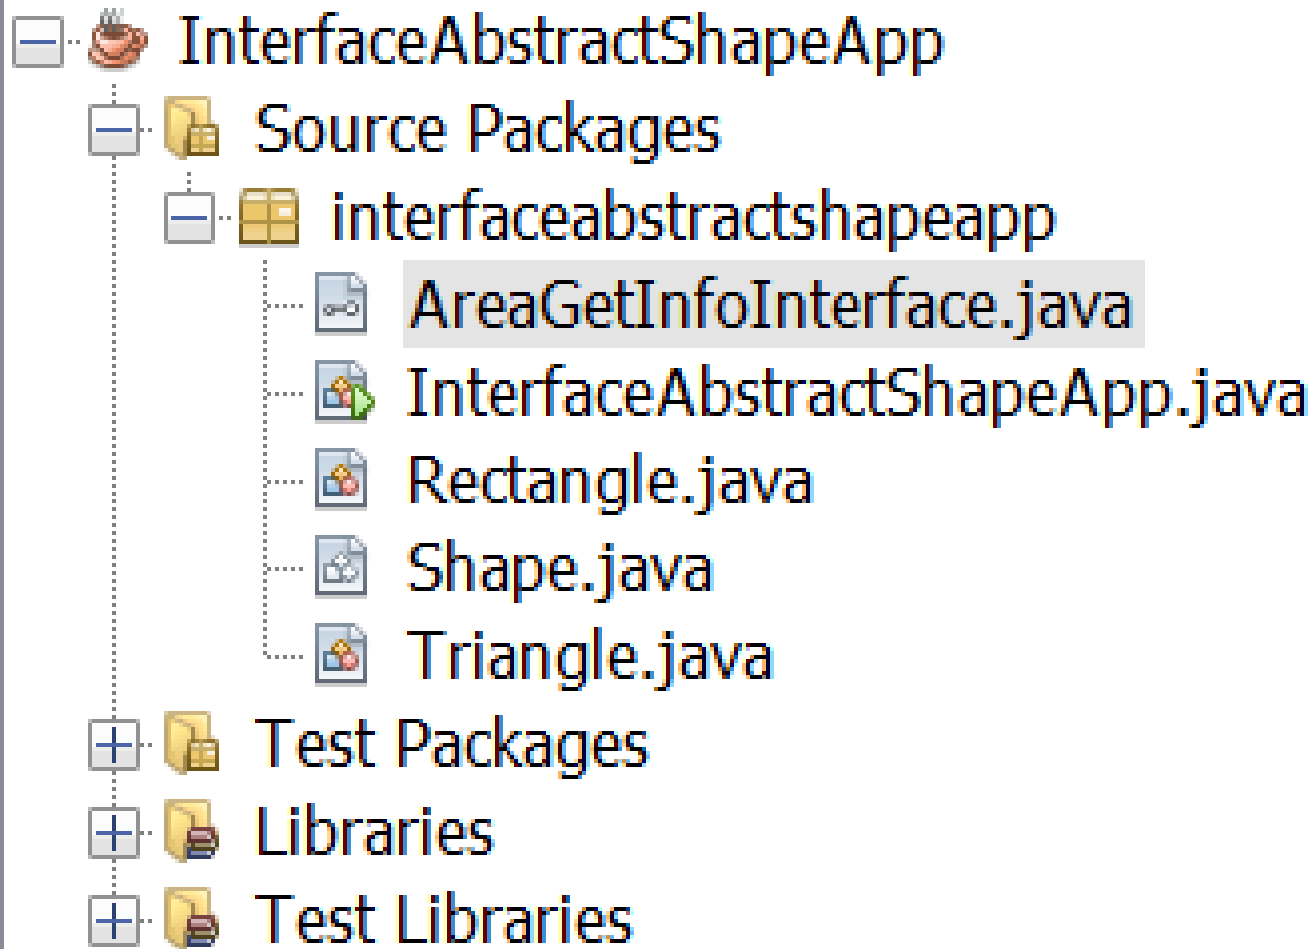 InterfaceAbstractShapeApp
Source Packages
interfaceabstractshapeapp
AreaGetInfoInterface.java
InterfaceAbstractShapeApp.java
Rectangle.java
Shape.java
Triangle.java
Test Packages
Libraries
Test Libraries